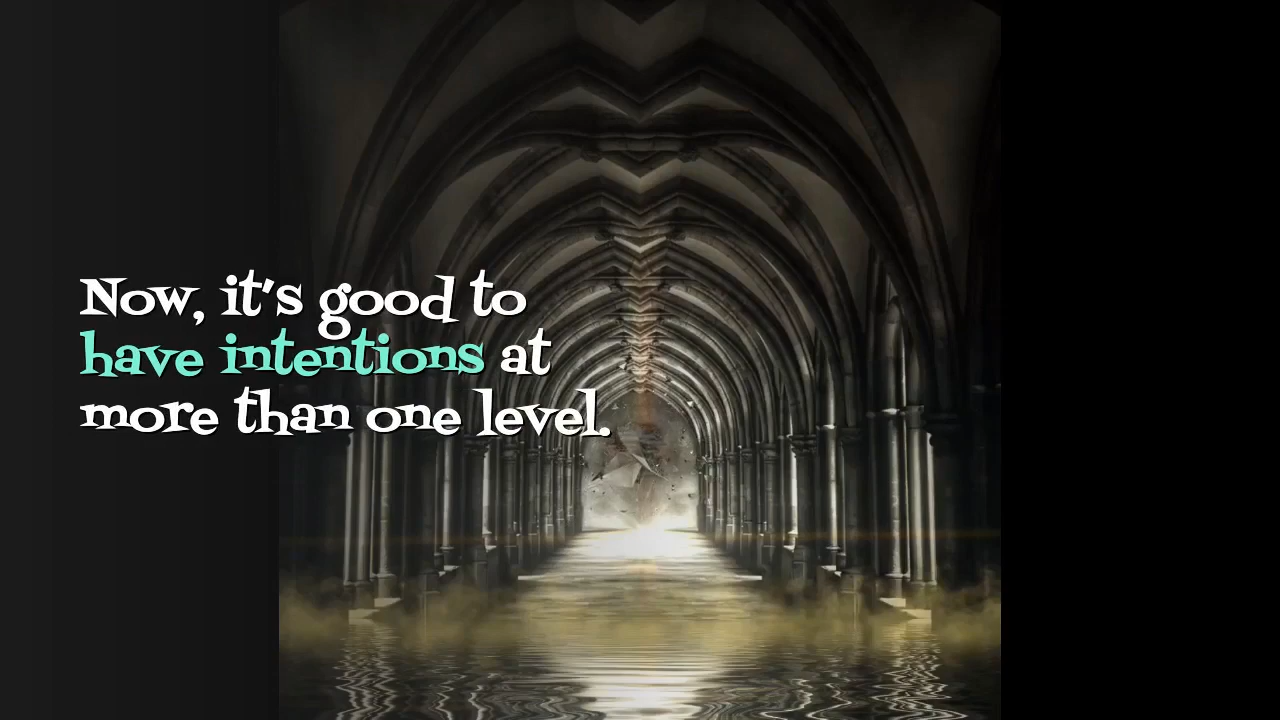 Now, it's good to
have intentions at
more than one level.